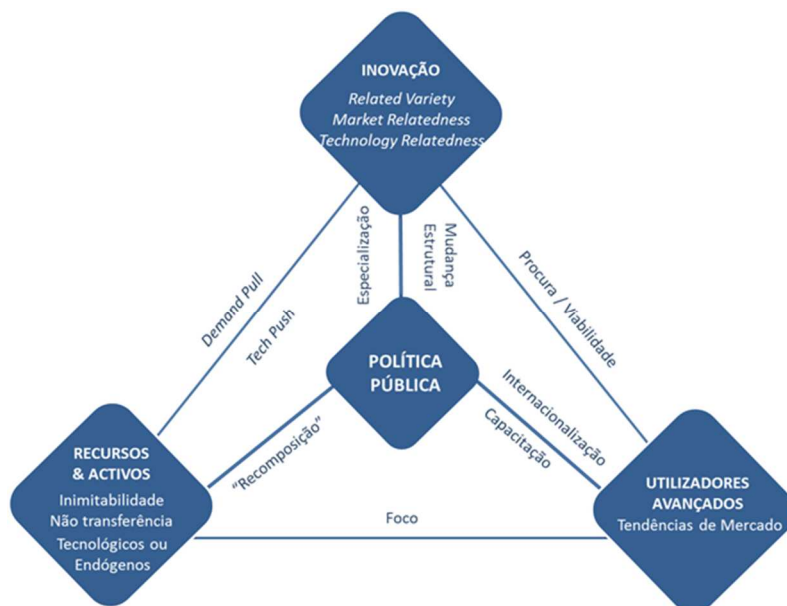 INOVAÇÃO
Related Variety
Market Relatedness
Technology Relatedness
Demand Pull
Tech Push
Especialização
Mudança
Estrutural
Procura / Viabilidade
POLÍTICA
PÚBLICA
"Recomposição"
Internacionalização
Capacitação
RECURSOS
& ACTIVOS
Inimitabilidade
Não transferência
Tecnológicos ou
Endógenos
Foco
UTILIZADORES
AVANÇADOS
Tendências de Mercado